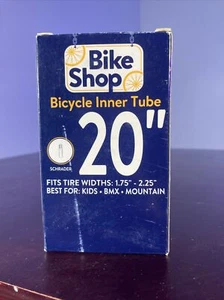 Bike
Shop
Bicycle Inner Tube
20"
SCHRADER
FITS TIRE WIDTHS: 1.75" - 2.25"
BEST FOR: KIDS • BMX • MOUNTAIN